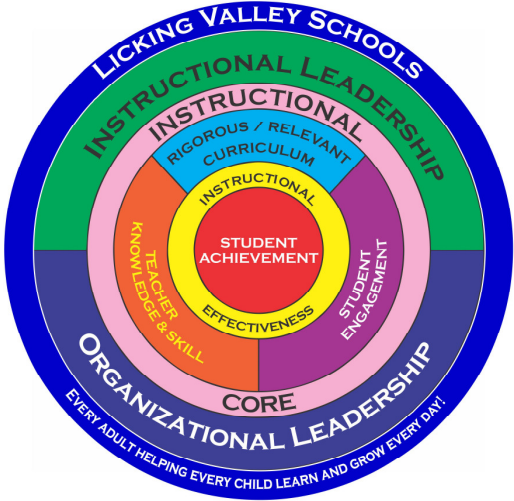 LICKING VALLEY SCHOOLS
INSTRUCTIONAL LEADERSHIP
INSTRUCTIONAL
RIGOROUS / RELEVANT
CURRICULUM
INSTRUCTIONAL
STUDENT
ACHIEVEMENT
TEACHER
KNOWLEDGE & SKILL
STUDENT
ENGAGEMENT
EFFECTIVENESS
CORE
ORGANIZATIONAL LEADERSHIP
EVERY ADULT HELPING EVERY CHILD LEARN AND GROW EVERY DAY!